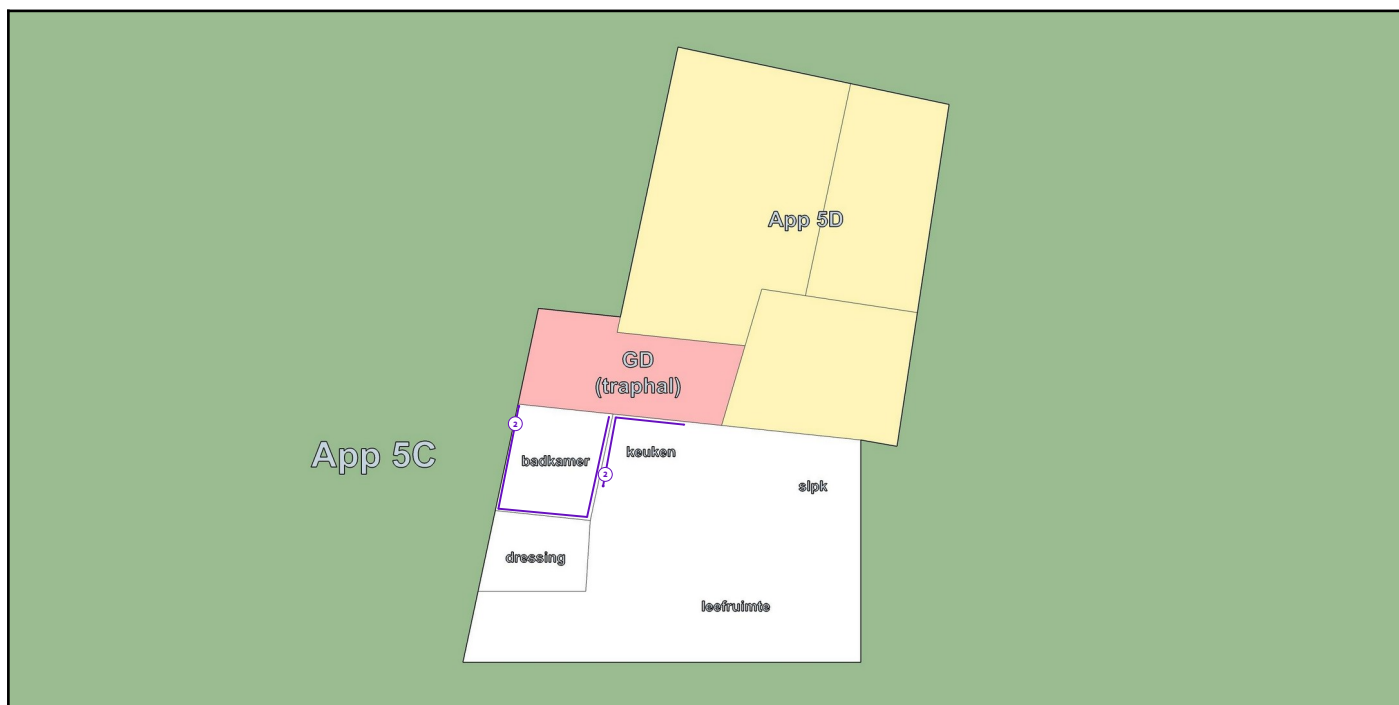 App 5D
GD
(traphal)
2
App 5C
keuken
badkamer
2
slpk
dressing
leefruimte